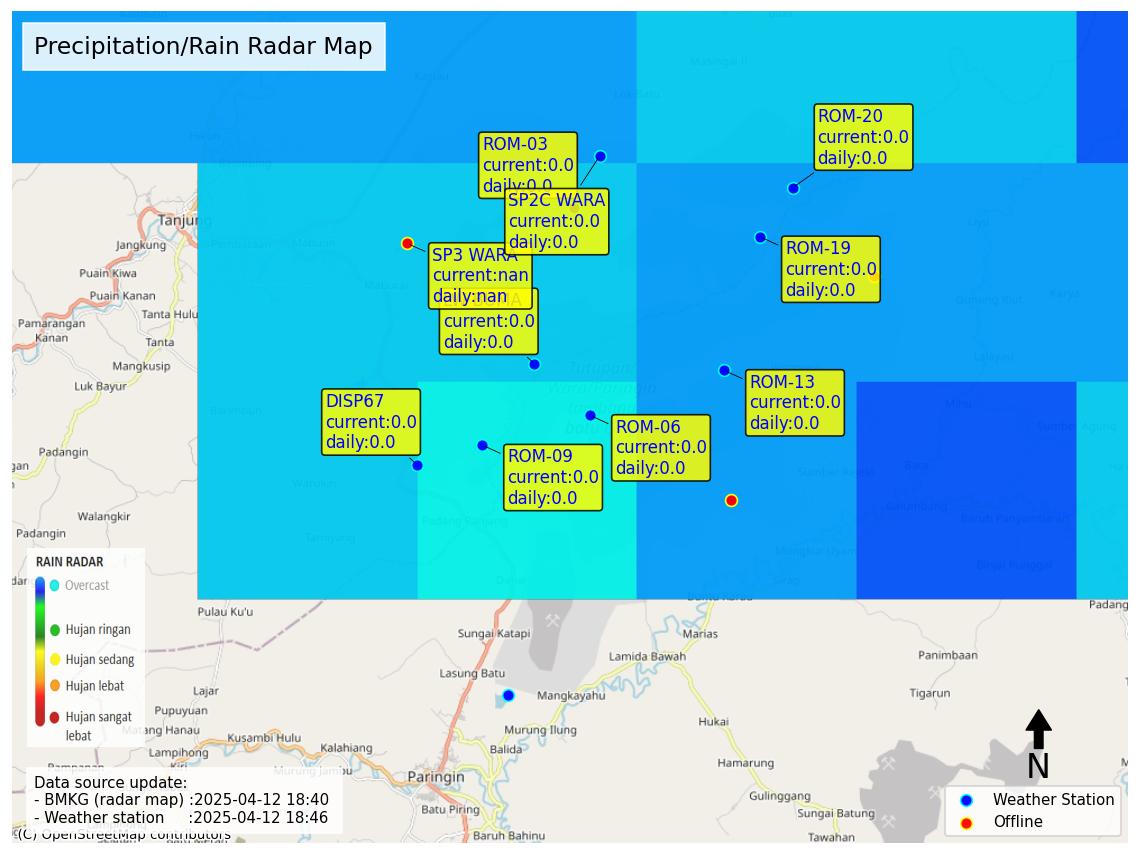 Precipitation/Rain Radar Map
ROM-20
current:0.0
daily:0.0
ROM-03
current:0.0
daily:0.0
SP2C WARA
current:0.0
daily:0.0
ROM-19
current:0.0
daily:0.0
SP3 WARA
current:nan
daily:nan
current:0.0
daily:0.0
ROM-13
current:0.0
daily:0.0
DISP67
current:0.0
daily:0.0
ROM-06
current:0.0
daily:0.0
ROM-09
current:0.0
daily:0.0
Tanjung
Jangkung
Puain Kiwa
Puain Kanan
Tanta Hulu
Pamarangan
Kanan
Tanta
Mangkusip
Luk Bayur
Padangin
Walangkir
Padangin
Tutupan
Pulau Ku'u
Sungai Katapi
Marias
Lamida Bawah
Panimbaan
Lasung Batu
Lajar
Mangkayahu
Tigarun
Pupuyuan
Hukai
Matang Hanau
Murung Ilung
Kusambi Hulu
Kalahiang
Balida
Lampihong
Hamarung
Murung Jambu
Paringin
Gulinggang
Batu Piring
Sungai Batung
Baruh Bahinu
Tawahan
RAIN RADAR
Overcast
Hujan ringan
Hujan sedang
Hujan lebat
Hujan sangat
lebat
Data source update:
- BMKG (radar map) :2025-04-12 18:40
- Weather station :2025-04-12 18:46
(C) OpenStreetMap contributors
N
Weather Station
Offline